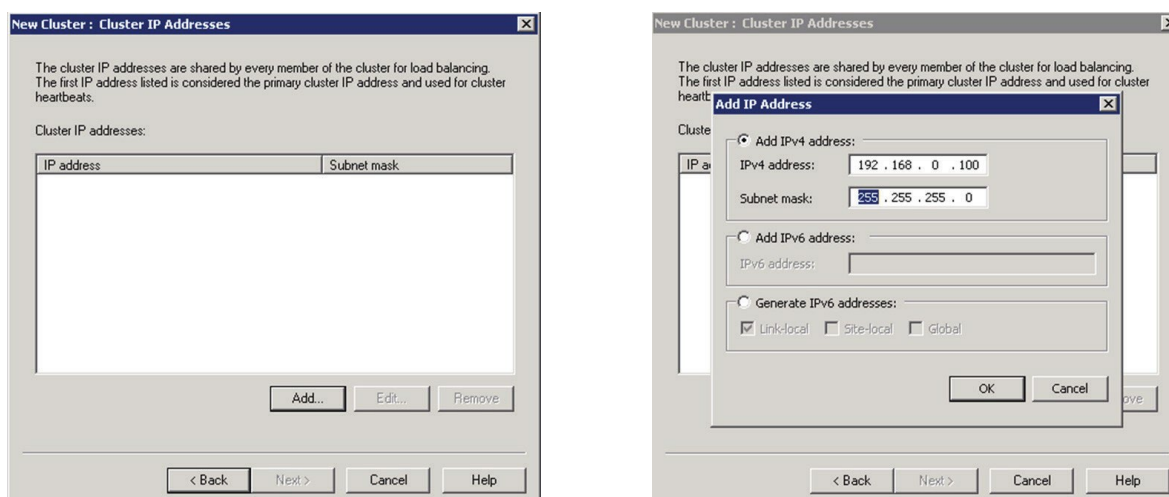 New Cluster : Cluster IP Addresses
The cluster IP addresses are shared by every member of the cluster for load balancing.
The first IP address listed is considered the primary cluster IP address and used for cluster
heartbeats.
Cluster IP addresses:
IP address Subnet mask
Add... Edit... Remove
< Back Next > Cancel Help
New Cluster : Cluster IP Addresses
The cluster IP addresses are shared by every member of the cluster for load balancing.
The first IP address listed is considered the primary cluster IP address and used for cluster
heartb
Cluste
IP a
Add IP Address
Add IPv4 address:
IPv4 address: 192 . 168 . 0 . 100
Subnet mask: 255 . 255 . 255 . 0
Add IPv6 address:
IPv6 address:
Generate IPv6 addresses:
Link-local Site-local Global
OK Cancel
ove
< Back Next > Cancel Help